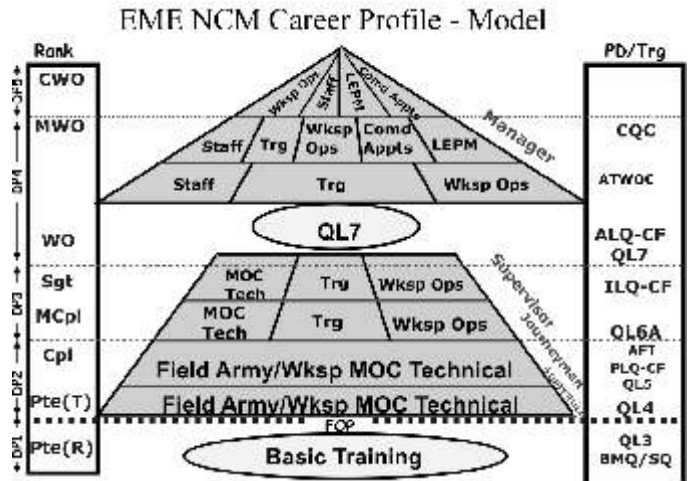 EME NCM Career Profile - Model
Rank
PD/Trg
DP5
CWO
Wksp Ops
Staff
LEPM
Comd Appts
Manager
MWO
Staff
Trg
Wksp
Ops
Comd
Appts
LEPM
CQC
DP4
Staff
Trg
Wksp Ops
ATWOC
WO
QL7
ALQ-CF
QL7
Sgt
MOC
Tech
Trg
Wksp Ops
Supervisor
ILQ-CF
DP3
MCpl
MOC
Tech
Trg
Wksp Ops
Journeyman
QL6A
Cpl
Field Army/Wksp MOC Technical
AFT
PLQ-CF
QL5
DP2
Pte(T)
Field Army/Wksp MOC Technical
QL4
DP1
Pte(R)
Basic Training
QL3
BMQ/SQ